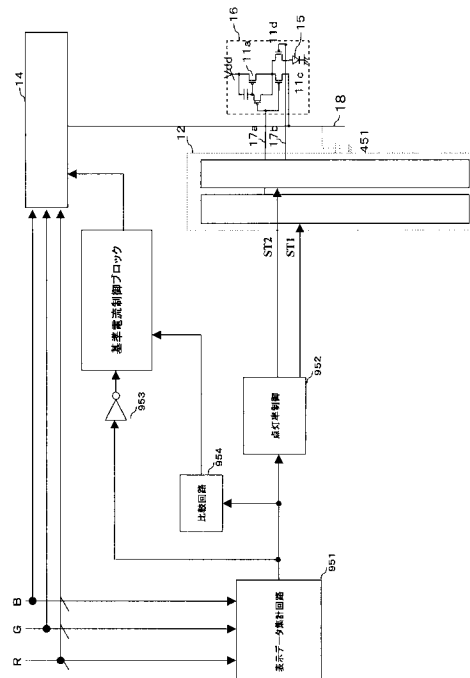 16
11d
11a
Vdd
15
11c
14
18
12
17a
17b
451
ST2
ST1
基準電流制御ブロック
953
952
点灯率制御
954
比較回路
951
B
G
R
表示データ集計回路